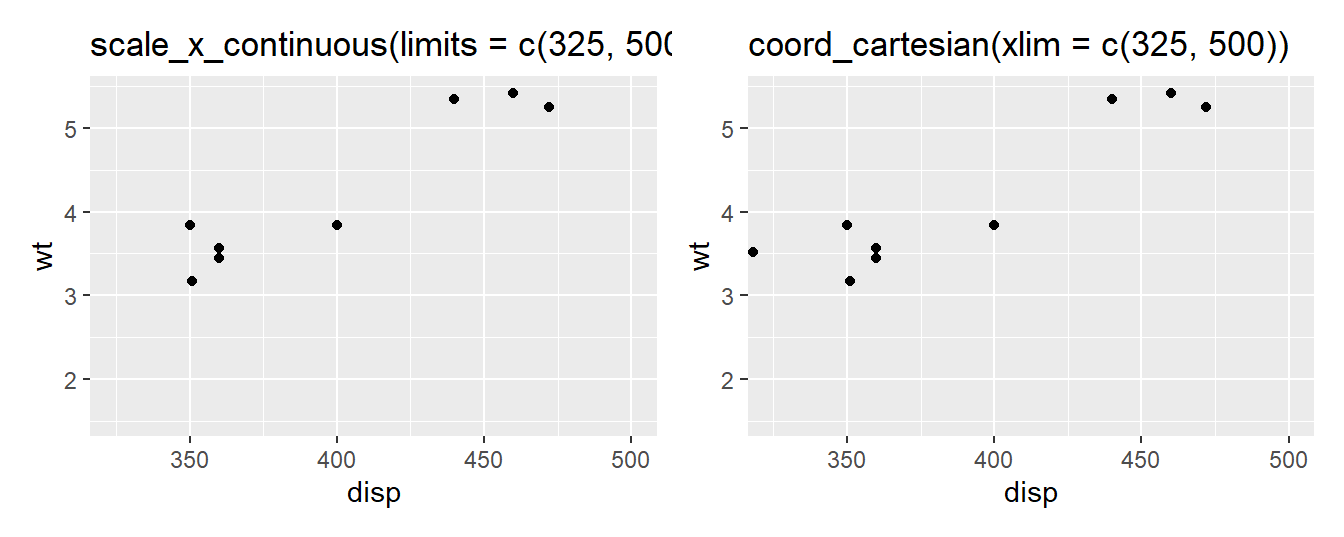 scale_x_continuous(limits = c(325, 500
5
4
3
2
wt
350 400 450 500
disp
coord_cartesian(xlim = c(325, 500))
5
4
3
2
wt
350 400 450 500
disp